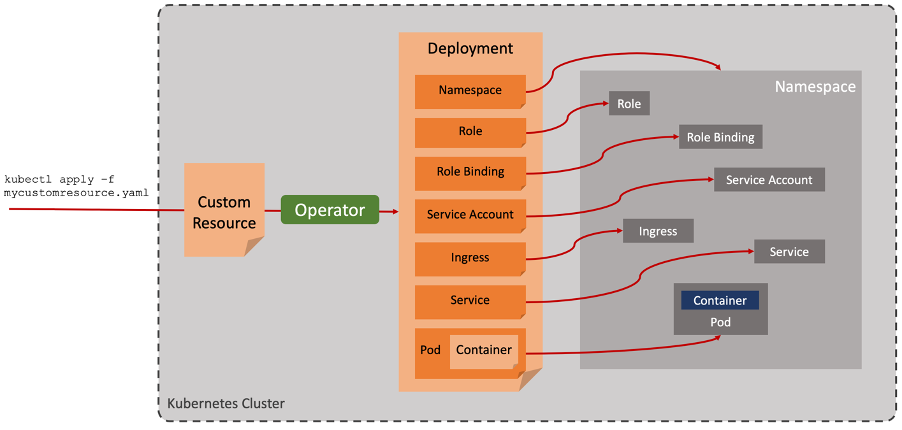 kubectl apply -f
mycustomresource.yaml
Custom
Resource
Operator
Deployment
Namespace
Role
Role Binding
Service Account
Ingress
Service
Pod
Container
Namespace
Role
Role Binding
Service Account
Ingress
Service
Container
Pod
Kubernetes Cluster